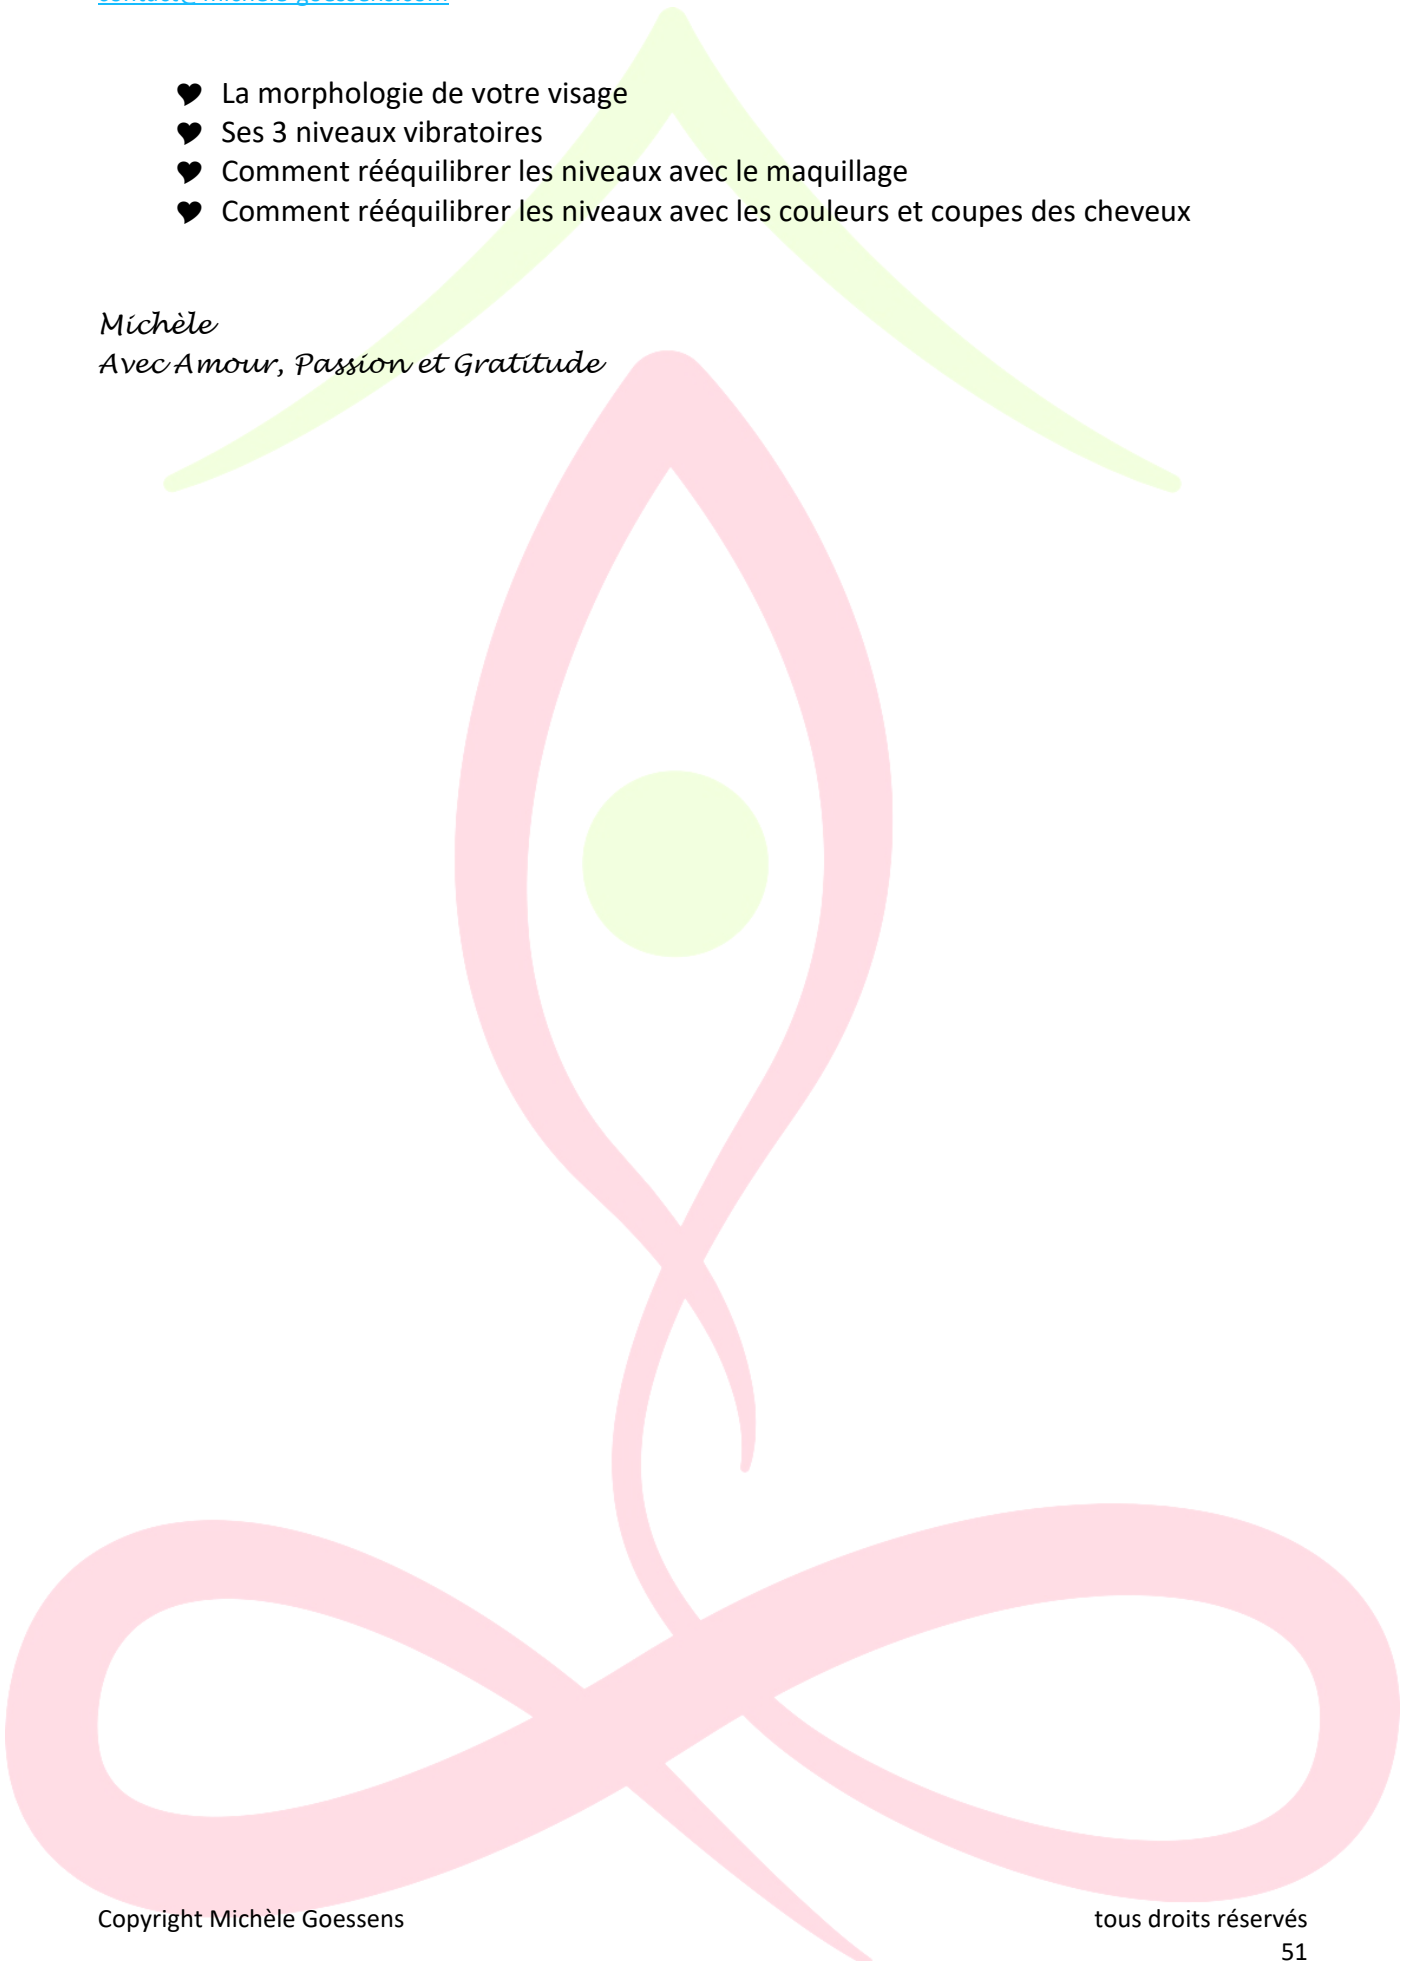 La morphologie de votre visage
Ses 3 niveaux vibratoires
Comment rééquilibrer les niveaux avec le maquillage
Comment rééquilibrer les niveaux avec les couleurs et coupes des cheveux
Michèle
Avec Amour, Passion et Gratitude
Copyright Michèle Goessens tous droits réservés
51